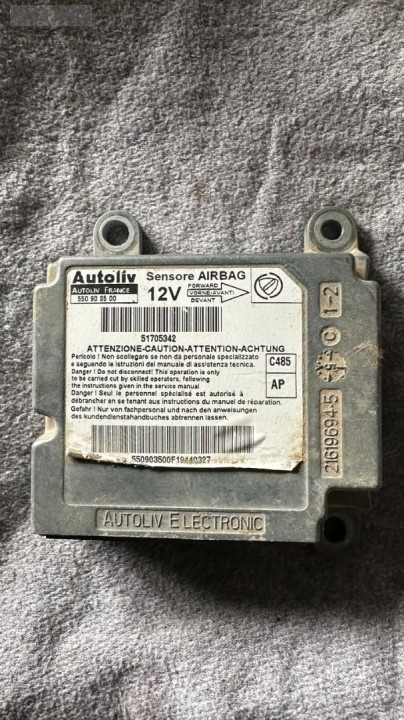 Autoliv
AUTOLIV FRANCE
550 90 35 00
Sensore AIRBAG
12V
FORWARD
VORNE-AVANTI
DEVANT
51705342
ATTENZIONE-CAUTION-ATTENTION-ACHTUNG
Pericolo ! Non scollegare se non da personale specializzato
e seguendo le istruzioni del manuale di assistenza tecnica.
Danger ! Do not disconnect! This operation is only
to be carried out by skilled operators, following
the instructions given in the service manual
Danger ! Seul le personnel spécialisé est autorisé à
débrancher en se tenant aux instructions du manuel de réparation.
Gefahr ! Nur von fachpersonal und nach den anweisungen
des kundendiensthandbuches abtrennen lassen.
C485
AP
550903500F19440327
AUTOLIV ELECTRONIC
21619694-5
C 1-2